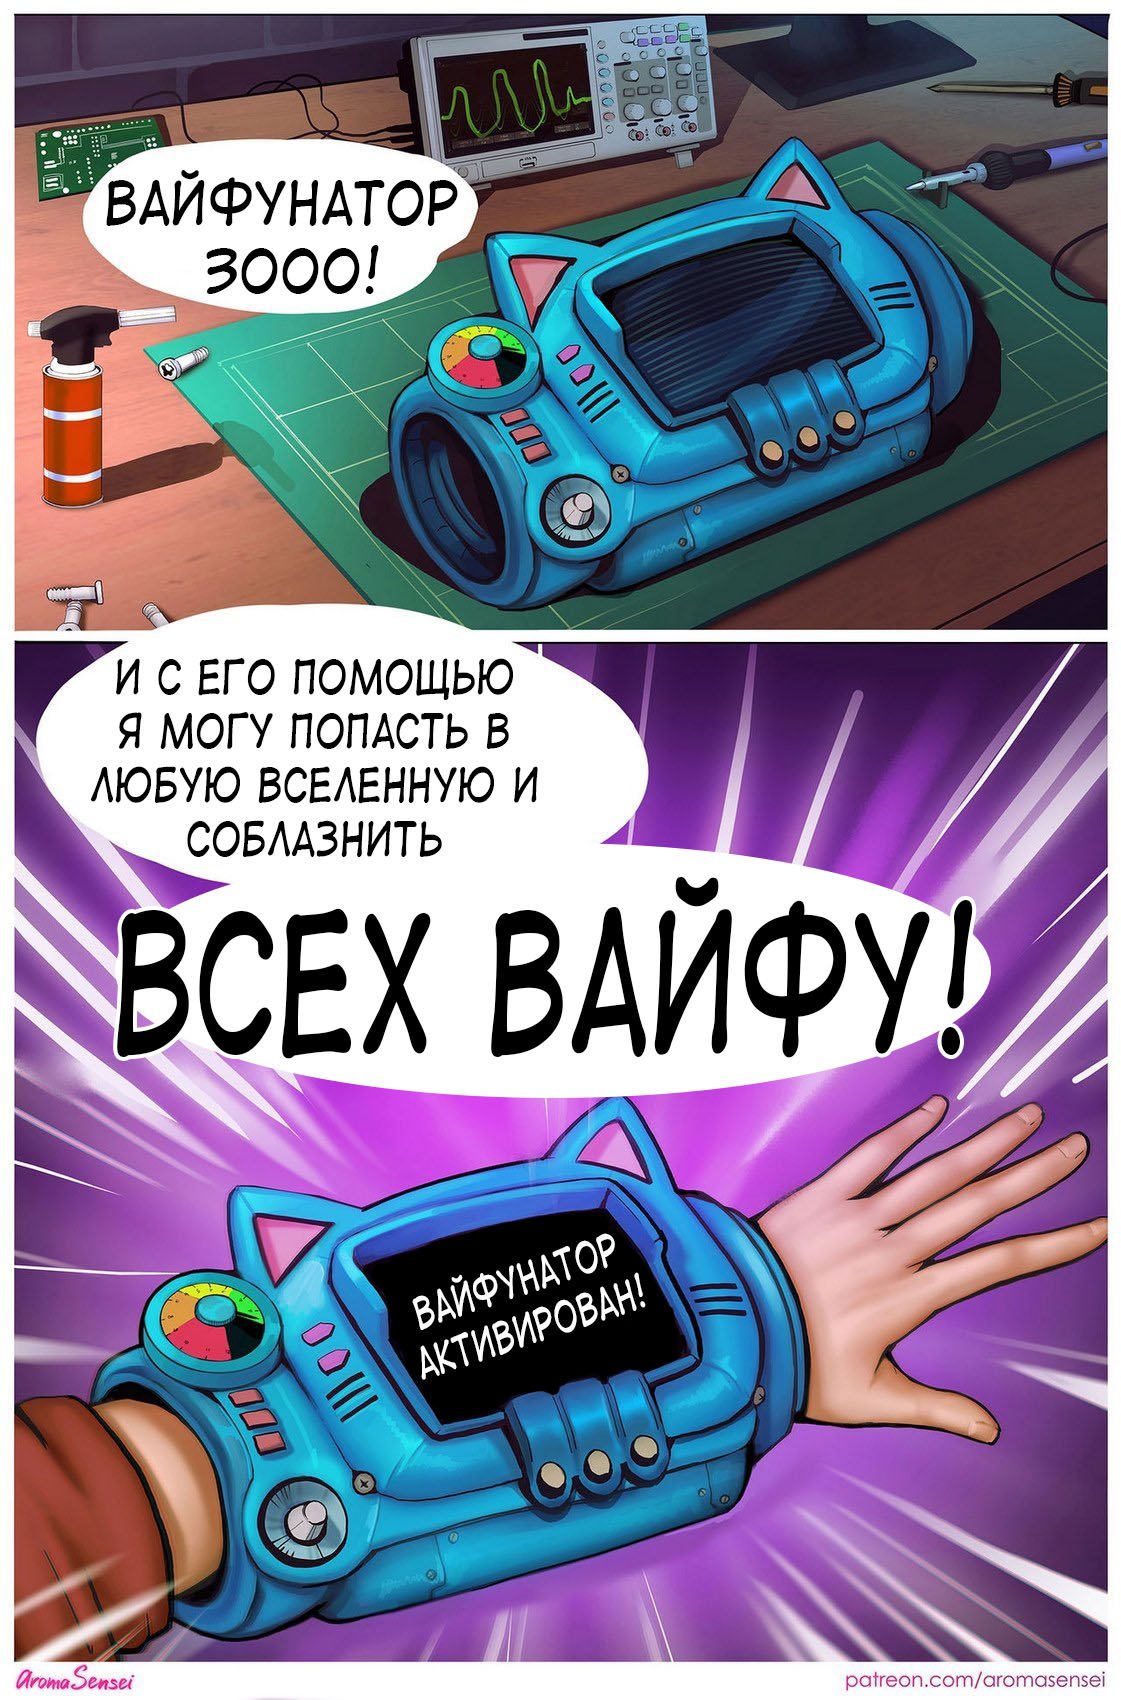 ВАЙФУНАТОР
3000!
И С ЕГО ПОМОЩЬЮ
Я МОГУ ПОПАСТЬ В
ЛЮБУЮ ВСЕЛЕННУЮ И
СОБЛАЗНИТЬ
ВСЕХ ВАЙФУ!
ВАЙФУНАТОР
АКТИВИРОВАН!
AromaSensei
patreon.com/aromasensei